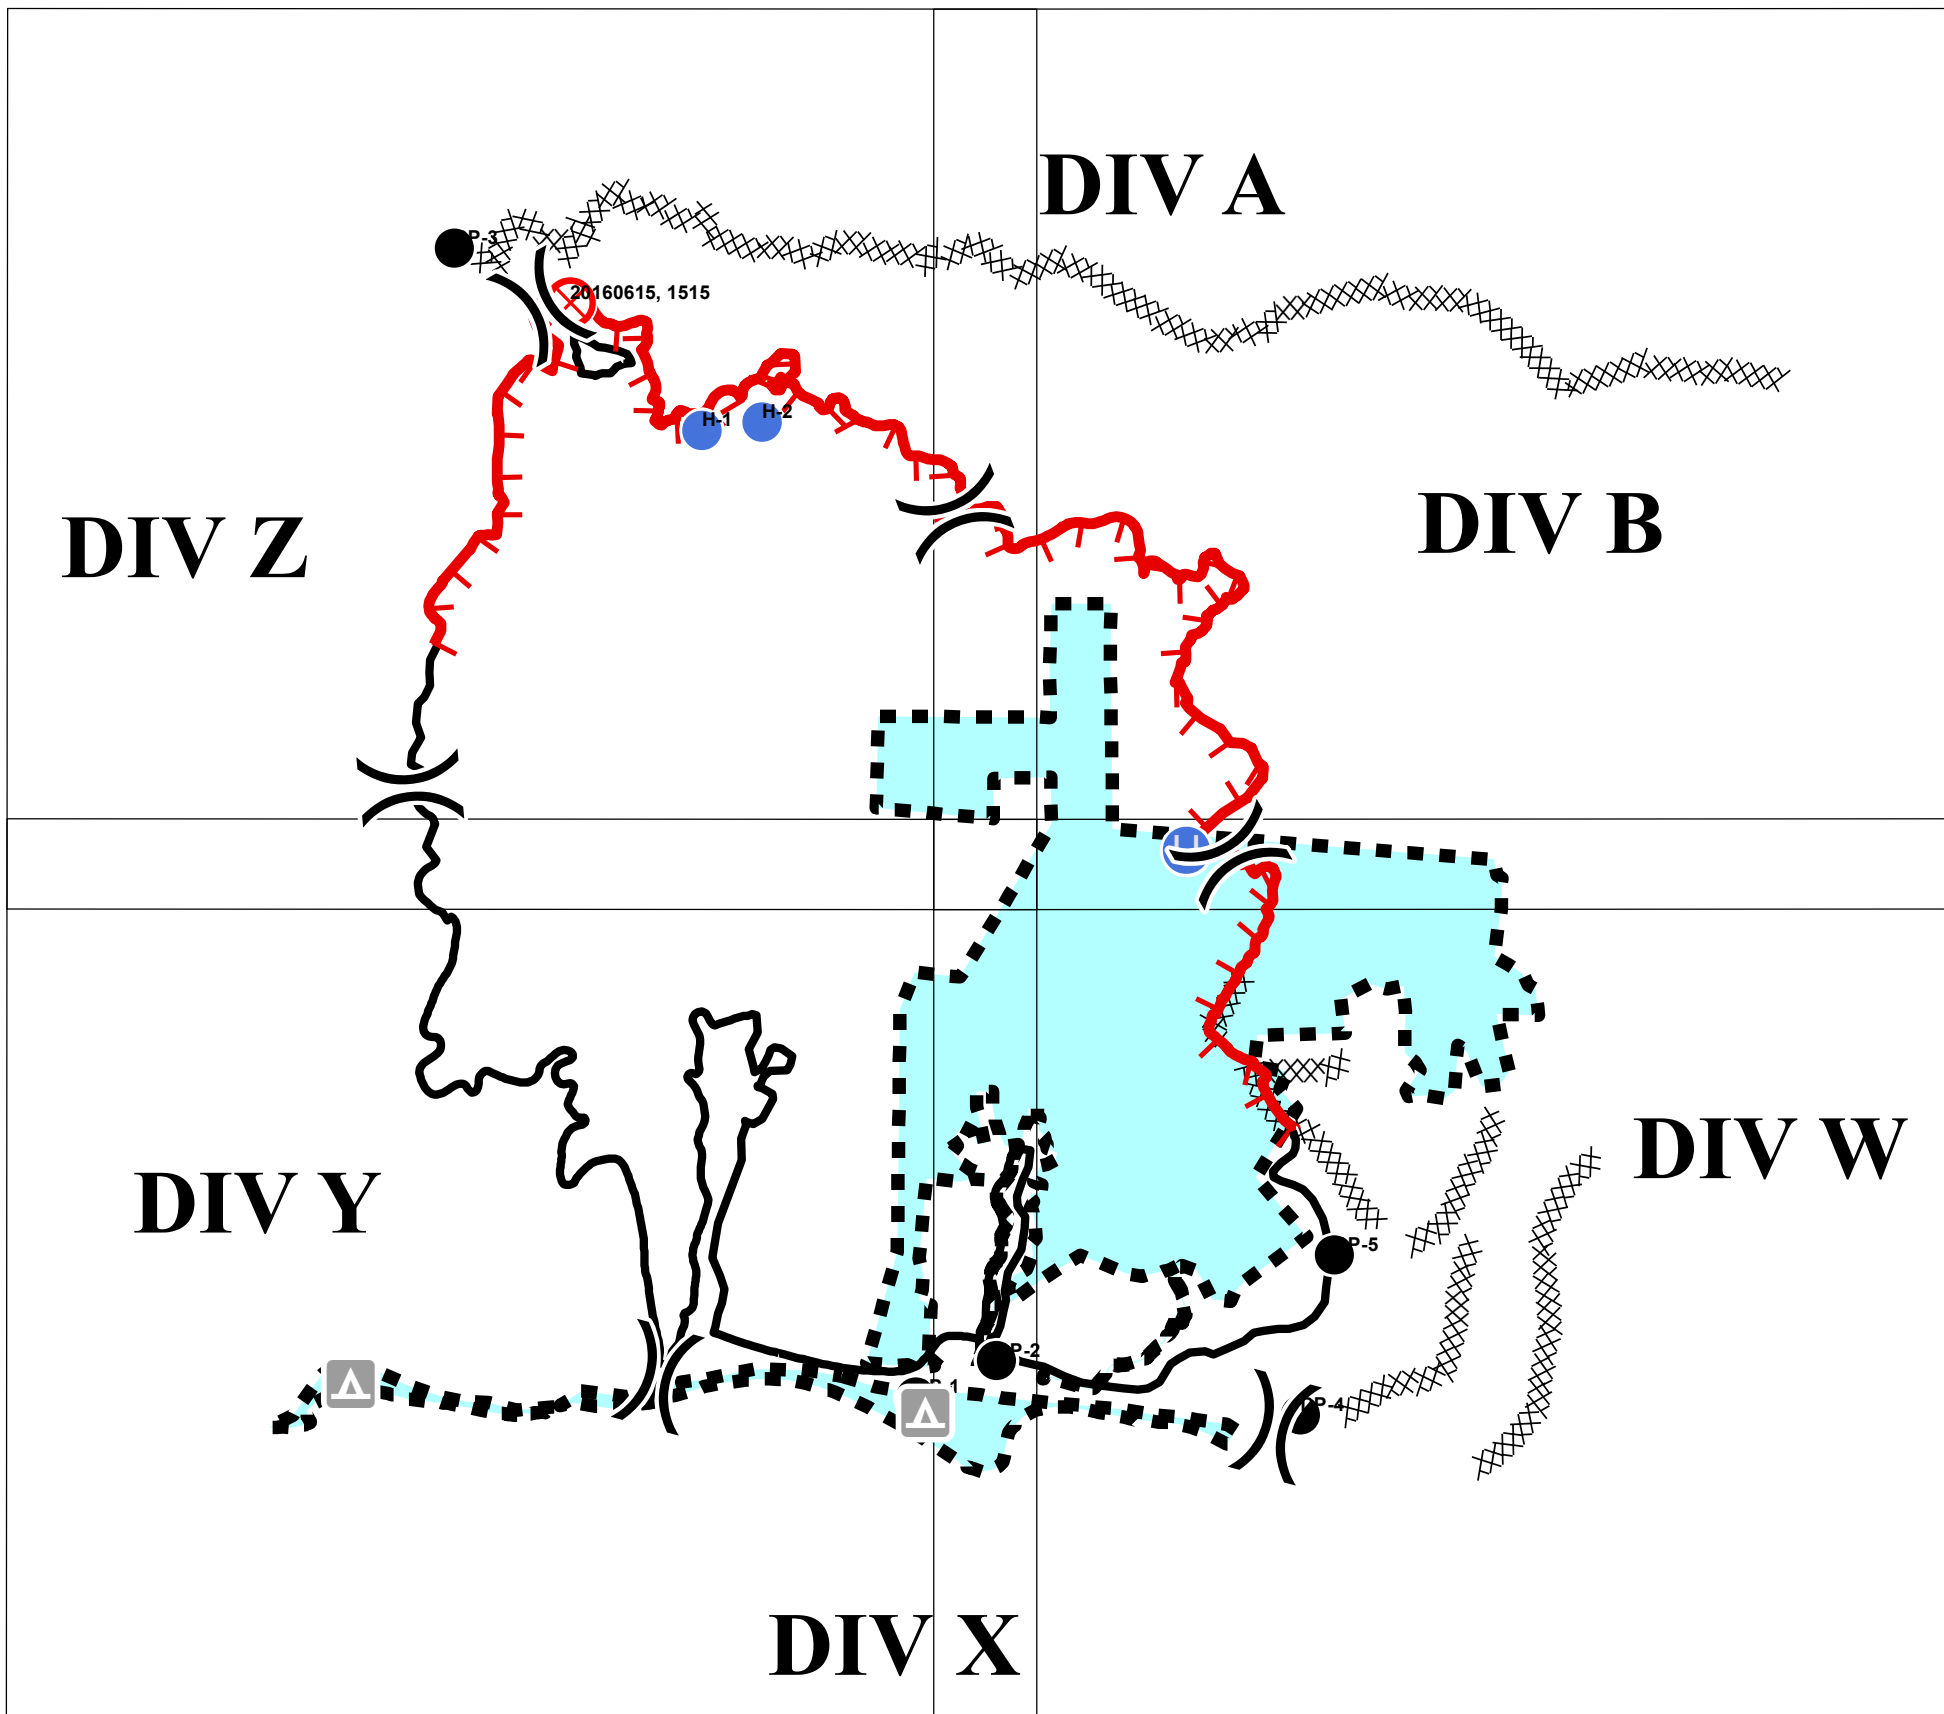 DIV A
P-3
20160615, 1515
H-1
H-2
DIV B
DIV Z
DIV W
DIV Y
P-5
P-2
P-4
DIV X